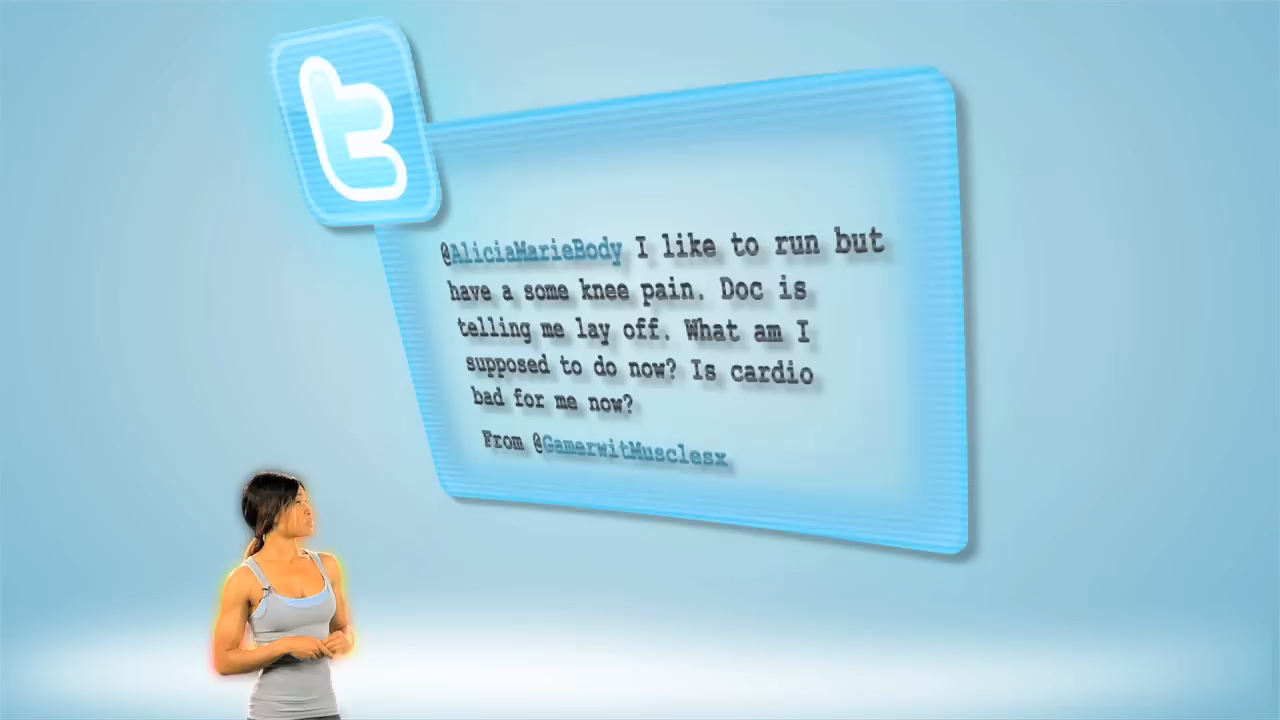 @AliciaMarieBody I like to run but
have a some knee pain. Doc is
telling me lay off. What am I
supposed to do now? Is cardio
bad for me now?
From @GamerwitMusclesx